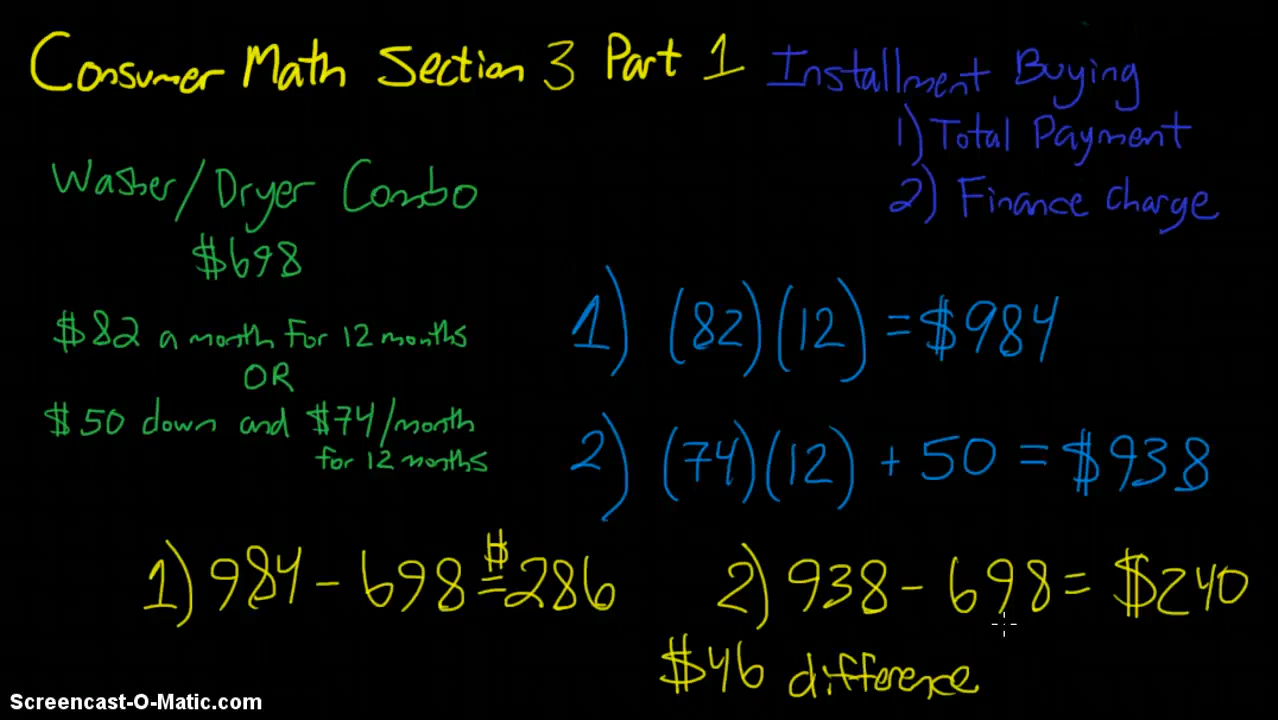 Consumer Math Section 3 Part 1 Installment Buying
1) Total Payment
2) Finance Charge
Washer/Dryer Combo
$698
$82 a month for 12 months
OR
$50 down and $74/month
for 12 months
1) (82)(12) = $984
2) (74)(12) + 50 = $938
1) 984 - 698 = $286
2) 938 - 698 = $240
$46 difference
Screencast-O-Matic.com